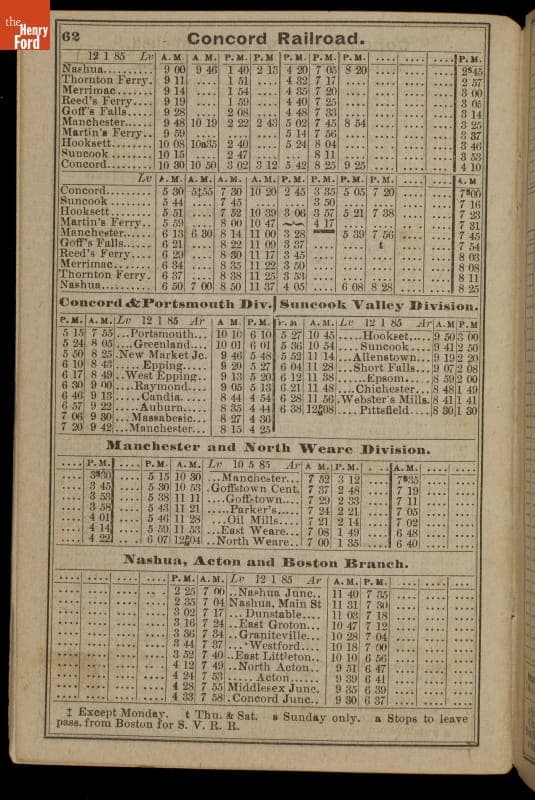 the
Henry
Ford
62 Concord Railroad.
12 1 85 Lv A. M. A. M. P. M. P. M P. M. P. M. P. M. .... .... .... P. M.
Nashua.......... 9 00 9 46 1 40 2 13 4 20 7 05 8 20 .... .... .... 2s45
Thornton Ferry. 9 11 .... 1 51 .... 4 32 7 17 .... .... .... .... 2 57
Merrimac....... 9 14 .... 1 54 .... 4 35 7 20 .... .... .... .... 3 00
Reed's Ferry.... 9 19 .... 1 59 .... 4 40 7 25 .... .... .... .... 3 05
Goff's Falls..... 9 28 .... 2 08 .... 4 48 7 33 .... .... .... .... 3 14
Manchester..... 9 48 10 19 2 22 2 43 5 02 7 45 8 54 .... .... .... 3 25
Martin's Ferry.. 9 59 .... .... .... 5 14 7 56 .... .... .... .... 3 37
Hooksett....... 10 08 10a35 2 40 .... 5 24 8 04 .... .... .... .... 3 46
Suncook........ 10 15 .... 2 47 .... .... 8 11 .... .... .... .... 3 53
Concord........ 10 30 10 50 3 02 3 12 5 42 8 25 9 25 .... .... .... 4 10
Lv A. M. A. M. A. M. A. M. P. M. P. M. P. M. P. M. .... .... A. M
Concord......... 5 30 5‡55 7 30 10 20 2 45 3 35 5 05 7 20 .... .... 7s00
Suncook ....... 5 44 .... 7 45 .... .... 3 50 .... .... .... .... 7 16
Hooksett....... 5 51 .... 7 52 10 39 3 06 3 57 5 21 7 38 .... .... 7 23
Martin's Ferry.. 5 59 .... 8 00 10 47 4 17 .... .... .... .... 7 31
Manchester..... 6 13 6 30 8 14 11 00 3 28 5 39 7 56 .... .... 7 45
Goff's Falls..... 6 21 .... 8 22 11 09 3 37 .... t .... .... 7 54
Reed's Ferry.... 6 29 .... 8 30 11 17 3 45 .... .... .... .... 8 03
Merrimac....... 6 34 .... 8 35 11 22 3 50 .... .... .... .... 8 08
Thornton Ferry. 6 37 .... 8 38 11 25 3 53 .... .... .... .... 8 11
Nashua......... 6 50 7 00 8 50 11 37 4 05 .... 6 08 8 28 .... .... 8 25
Concord & Portsmouth Div.
P. M. A. M. Lv 12 1 85 Ar A M P. M.
5 15 7 55 ....Portsmouth.... 10 10 6 10
5 24 8 05 ....Greenland..... 10 01 6 01
5 50 8 25 .New Market Jc. 9 46 5 48
6 10 8 43 ......Epping...... 9 20 5 27
6 17 8 49 ..West Epping... 9 13 5 20
6 30 9 00 ....Raymond..... 9 05 5 13
6 46 9 13 .....Candia...... 8 44 4 54
6 57 9 22 .....Auburn...... 8 35 4 44
7 06 9 30 ...Massabesic.... 8 27 4 36
7 20 9 42 ...Manchester.... 8 15 4 25
Suncook Valley Division.
P. M. A. M. Lv 12 1 85 Ar A M P M
5 27 10 45 .....Hookset.... 9 50 3 00
5 36 10 54 ....Suncook.... 9 41 2 50
5 52 11 14 ..Allenstown... 9 19 2 20
6 04 11 28 ..Short Falls.... 9 07 2 08
6 12 11 38 .....Epsom...... 8 59 2 00
6 21 11 48 ..Chichester.... 8 48 1 49
6 28 11 56 .Webster's Mills. 8 41 1 41
6 38 12 08 ....Pittsfield.... 8 30 1 30
Manchester and North Weare Division.
.... P. M. .... P. M. A. M. Lv 10 5 85 Ar A M. P. M. .... A. M. .... ....
.... 3s30 .... 5 15 10 30 ...Manchester... 7 52 3 12 .... 7s35 .... ....
.... 3 45 .... 5 30 10 53 .Goffstown Cent. 7 37 2 48 .... 7 19 .... ....
.... 3 53 .... 5 38 11 11 ....Goffstown.... 7 29 2 33 .... 7 11 .... ....
.... 3 58 .... 5 43 11 21 .....Parker's.... 7 24 2 21 .... 7 05 .... ....
.... 4 01 .... 5 46 11 28 ....Oil Mills.... 7 21 2 14 .... 7 02 .... ....
.... 4 14 .... 5 59 11 53 ...East Weare... 7 08 1 49 .... 6 48 .... ....
.... 4 22 .... 6 07 12 04 ..North Weare.. 7 00 1 35 .... 6 40 .... ....
Nashua, Acton and Boston Branch.
P. M. A. M. Lv 12 1 85 Ar A. M. P. M.
2 25 7 00 ..Nashua Junc.. 11 40 7 35
2 35 7 04 Nashua, Main St 11 31 7 30
3 02 7 17 ....Dunstable.... 11 03 7 18
3 16 7 24 ..East Groton... 10 47 7 12
3 36 7 34 ..Graniteville... 10 28 7 04
3 44 7 37 ....Westford.... 10 18 7 00
3 52 7 40 ..East Littleton.. 10 10 6 56
4 12 7 49 ..North Acton.. 9 51 6 47
4 24 7 53 .....Acton..... 9 39 6 41
4 28 7 55 Middlesex Junc. 9 35 6 39
4 33 7 58 .Concord Junc.. 9 30 6 37
‡ Except Monday. t Thu. & Sat. s Sunday only. a Stops to leave
pass. from Boston for S. V. R. R.